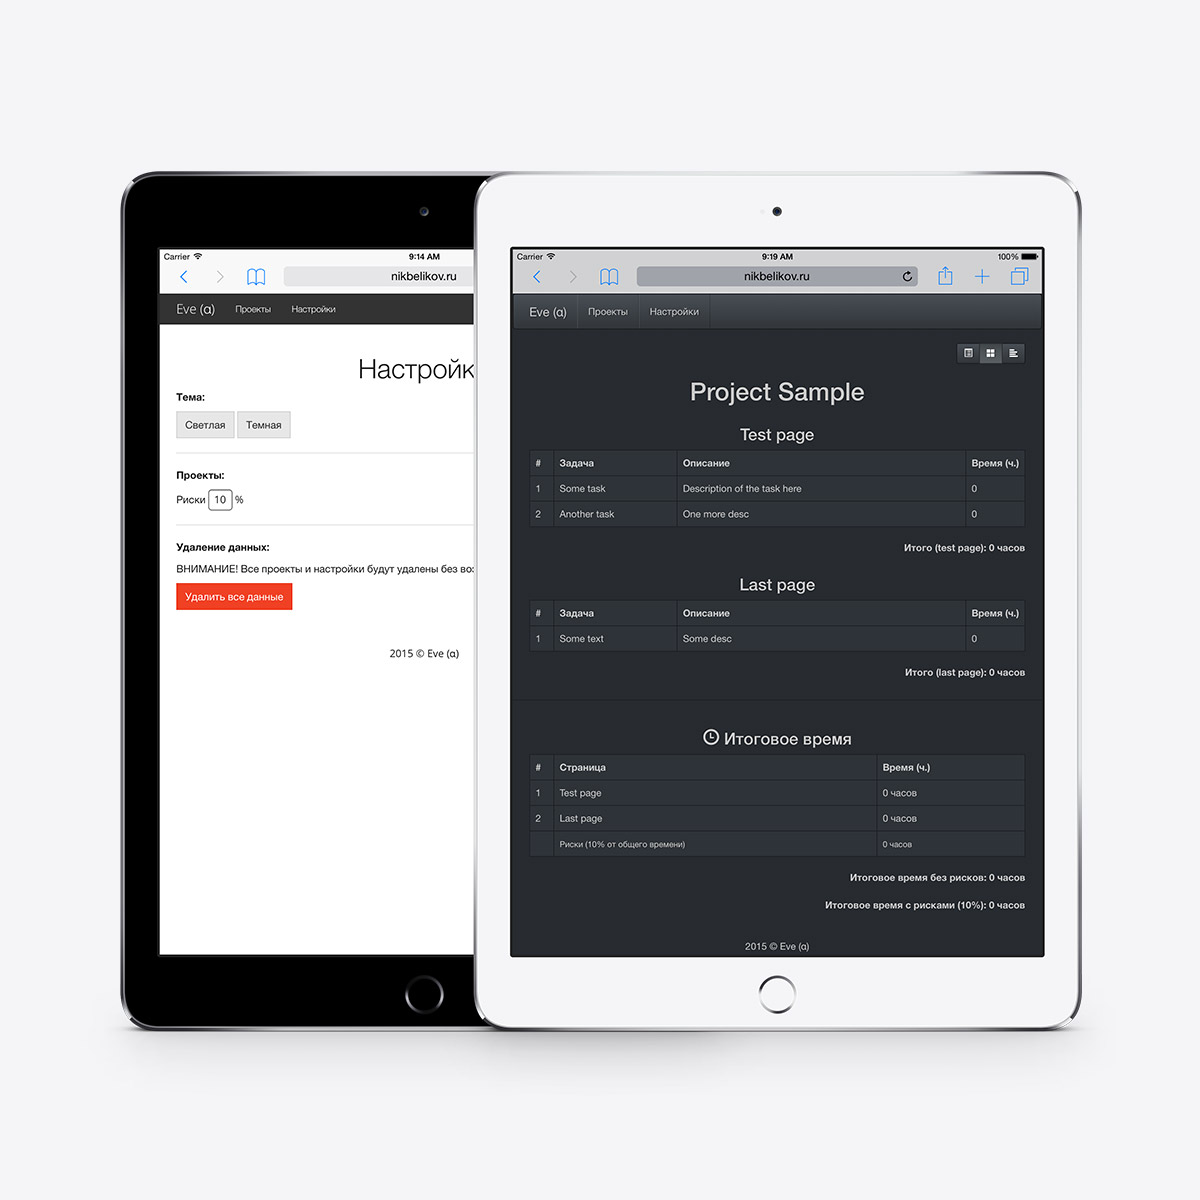 Carrier 9:14 AM
nikbelikov.ru
Eve (α) Проекты Настройки
Настройк
Тема:
Светлая Темная
Проекты:
Риски 10 %
Удаление данных:
ВНИМАНИЕ! Все проекты и настройки будут удалены без воз
Удалить все данные
2015 © Eve (α)
Carrier 9:19 AM 100%
nikbelikov.ru
Eve (α) Проекты Настройки
Project Sample
Test page
# Задача Описание Время (ч.)
1 Some task Description of the task here 0
2 Another task One more desc 0
Итого (test page): 0 часов
Last page
# Задача Описание Время (ч.)
1 Some text Some desc 0
Итого (last page): 0 часов
Итоговое время
# Страница Время (ч.)
1 Test page 0 часов
2 Last page 0 часов
Риски (10% от общего времени) 0 часов
Итоговое время без рисков: 0 часов
Итоговое время с рисками (10%): 0 часов
2015 © Eve (α)